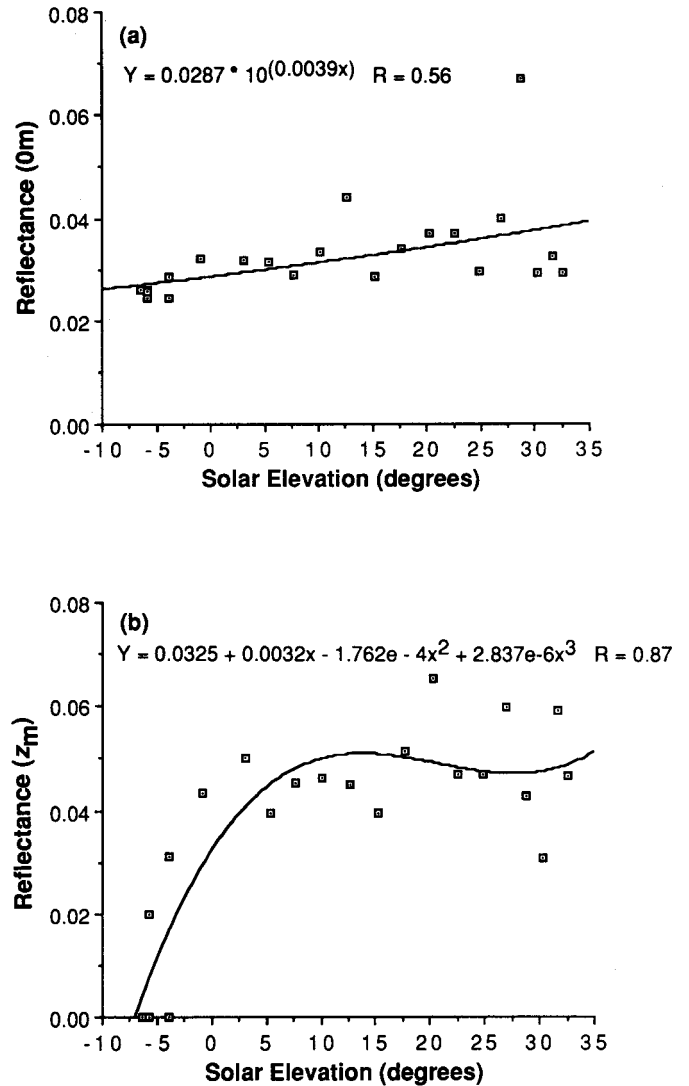 (a)
Y = 0.0287 * 10(0.0039x) R = 0.56
Reflectance (0m)
0.08
0.06
0.04
0.02
0.00
-10 -5 0 5 10 15 20 25 30 35
Solar Elevation (degrees)
(b)
Y = 0.0325 + 0.0032x - 1.762e - 4x2 + 2.837e-6x3 R = 0.87
Reflectance (zm)
0.08
0.06
0.04
0.02
0.00
-10 -5 0 5 10 15 20 25 30 35
Solar Elevation (degrees)